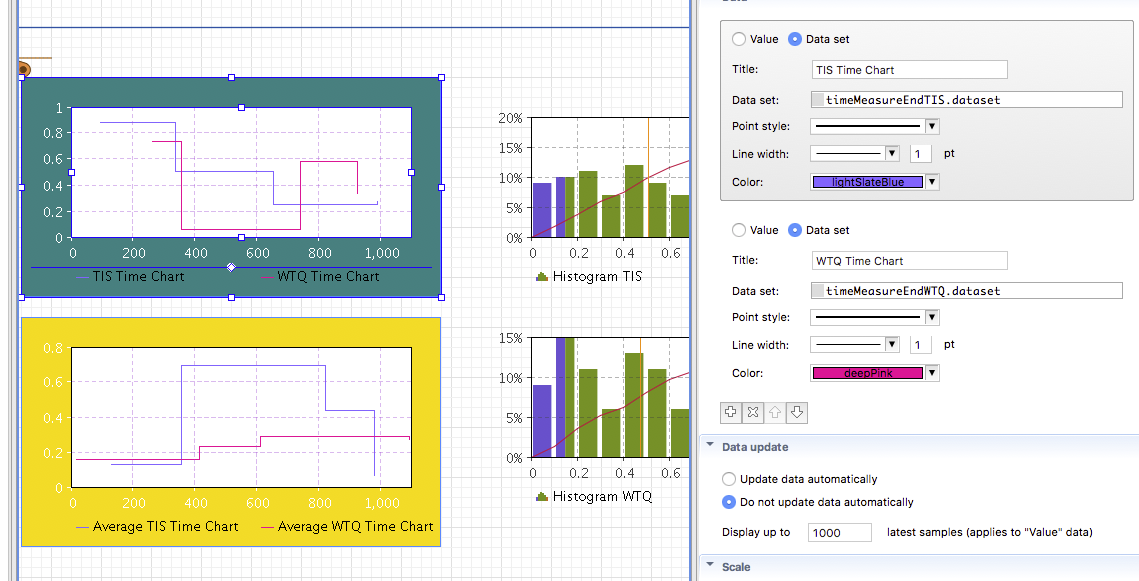 1
0.8
0.6
0.4
0.2
0
0 200 400 600 800 1,000
TIS Time Chart WTQ Time Chart
20%
15%
10%
5%
0%
0 0.2 0.4 0.6
Histogram TIS
0.8
0.6
0.4
0.2
0
0 200 400 600 800 1,000
Average TIS Time Chart Average WTQ Time Chart
15%
10%
5%
0%
0 0.2 0.4 0.6
Histogram WTQ
Value Data set
Title: TIS Time Chart
Data set: timeMeasureEndTIS.dataset
Point style:
Line width: 1 pt
Color: lightSlateBlue
Value Data set
Title: WTQ Time Chart
Data set: timeMeasureEndWTQ.dataset
Point style:
Line width: 1 pt
Color: deepPink
Data update
Update data automatically
Do not update data automatically
Display up to 1000 latest samples (applies to "Value" data)
Scale